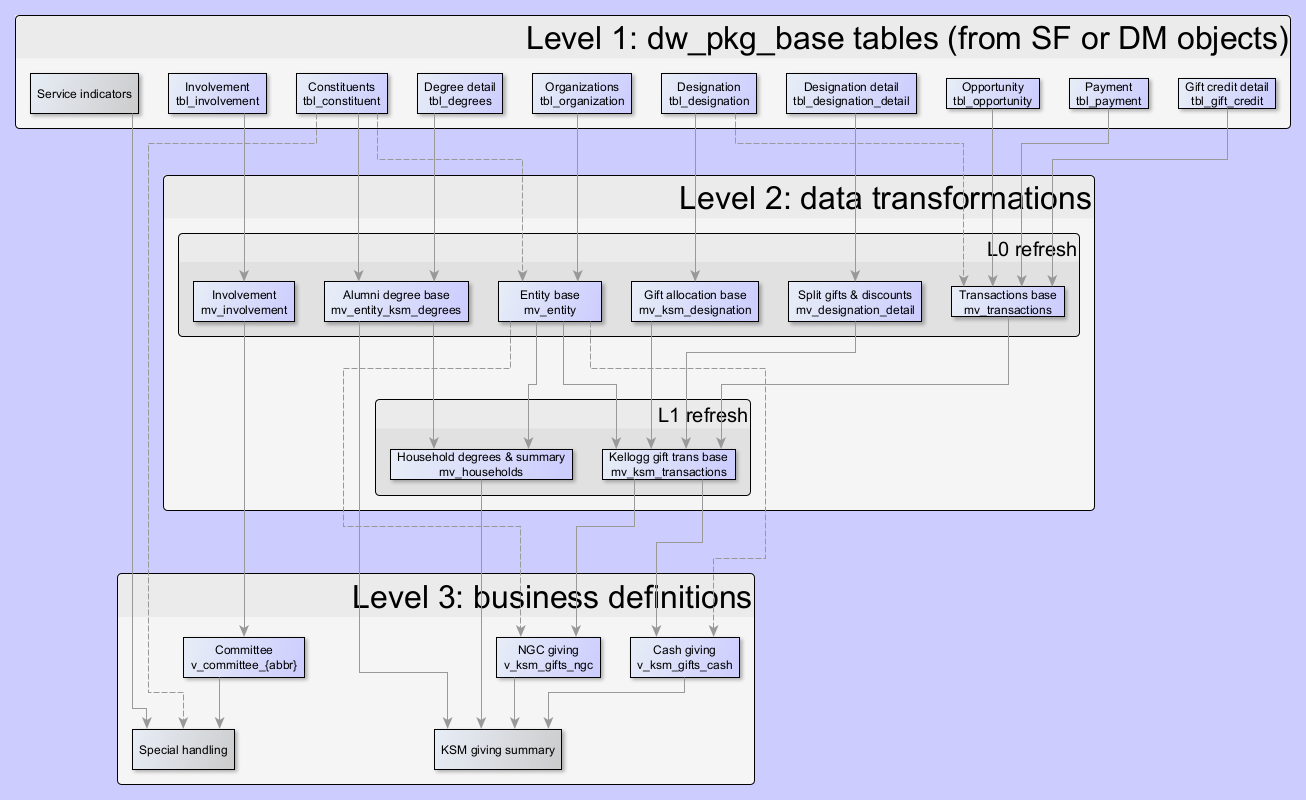 Level 1: dw_pkg_base tables (from SF or DM objects)
Service indicators
Involvement
tbl_involvement
Constituents
tbl_constituent
Degree detail
tbl_degrees
Organizations
tbl_organization
Designation
tbl_designation
Designation detail
tbl_designation_detail
Opportunity
tbl_opportunity
Payment
tbl_payment
Gift credit detail
tbl_gift_credit
Level 2: data transformations
L0 refresh
Involvement
mv_involvement
Alumni degree base
mv_entity_ksm_degrees
Entity base
mv_entity
Gift allocation base
mv_ksm_designation
Split gifts & discounts
mv_designation_detail
Transactions base
mv_transactions
L1 refresh
Household degrees & summary
mv_households
Kellogg gift trans base
mv_ksm_transactions
Level 3: business definitions
Committee
v_committee_{abbr}
NGC giving
v_ksm_gifts_ngc
Cash giving
v_ksm_gifts_cash
Special handling
KSM giving summary